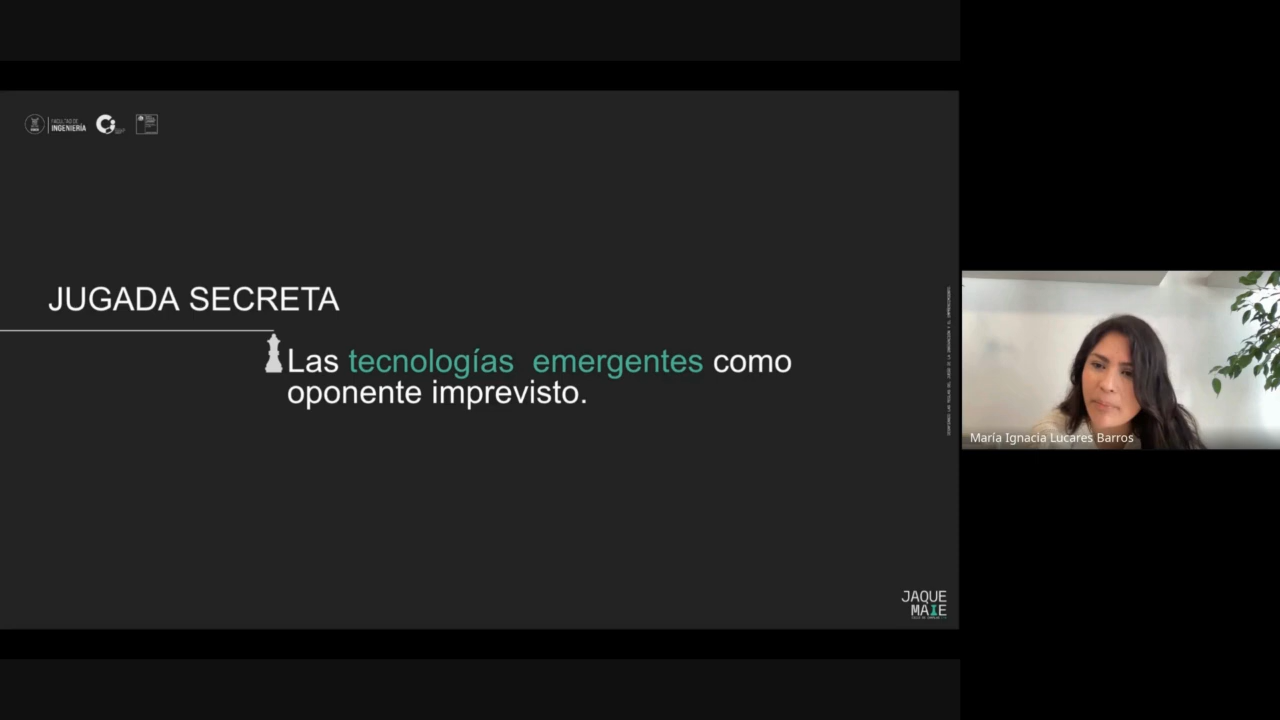 FACULTAD DE
INGENIERÍA
JUGADA SECRETA
Las tecnologías emergentes como
oponente imprevisto.
María Ignacia Lucares Barros
JAQUE
MATE